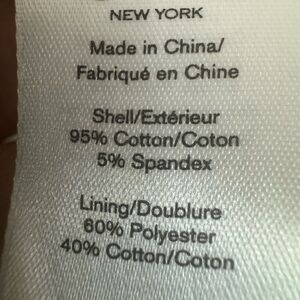 NEW YORK
Made in China/
Fabriqué en Chine
Shell/Extérieur
95% Cotton/Coton
5% Spandex
Lining/Doublure
60% Polyester
40% Cotton/Coton